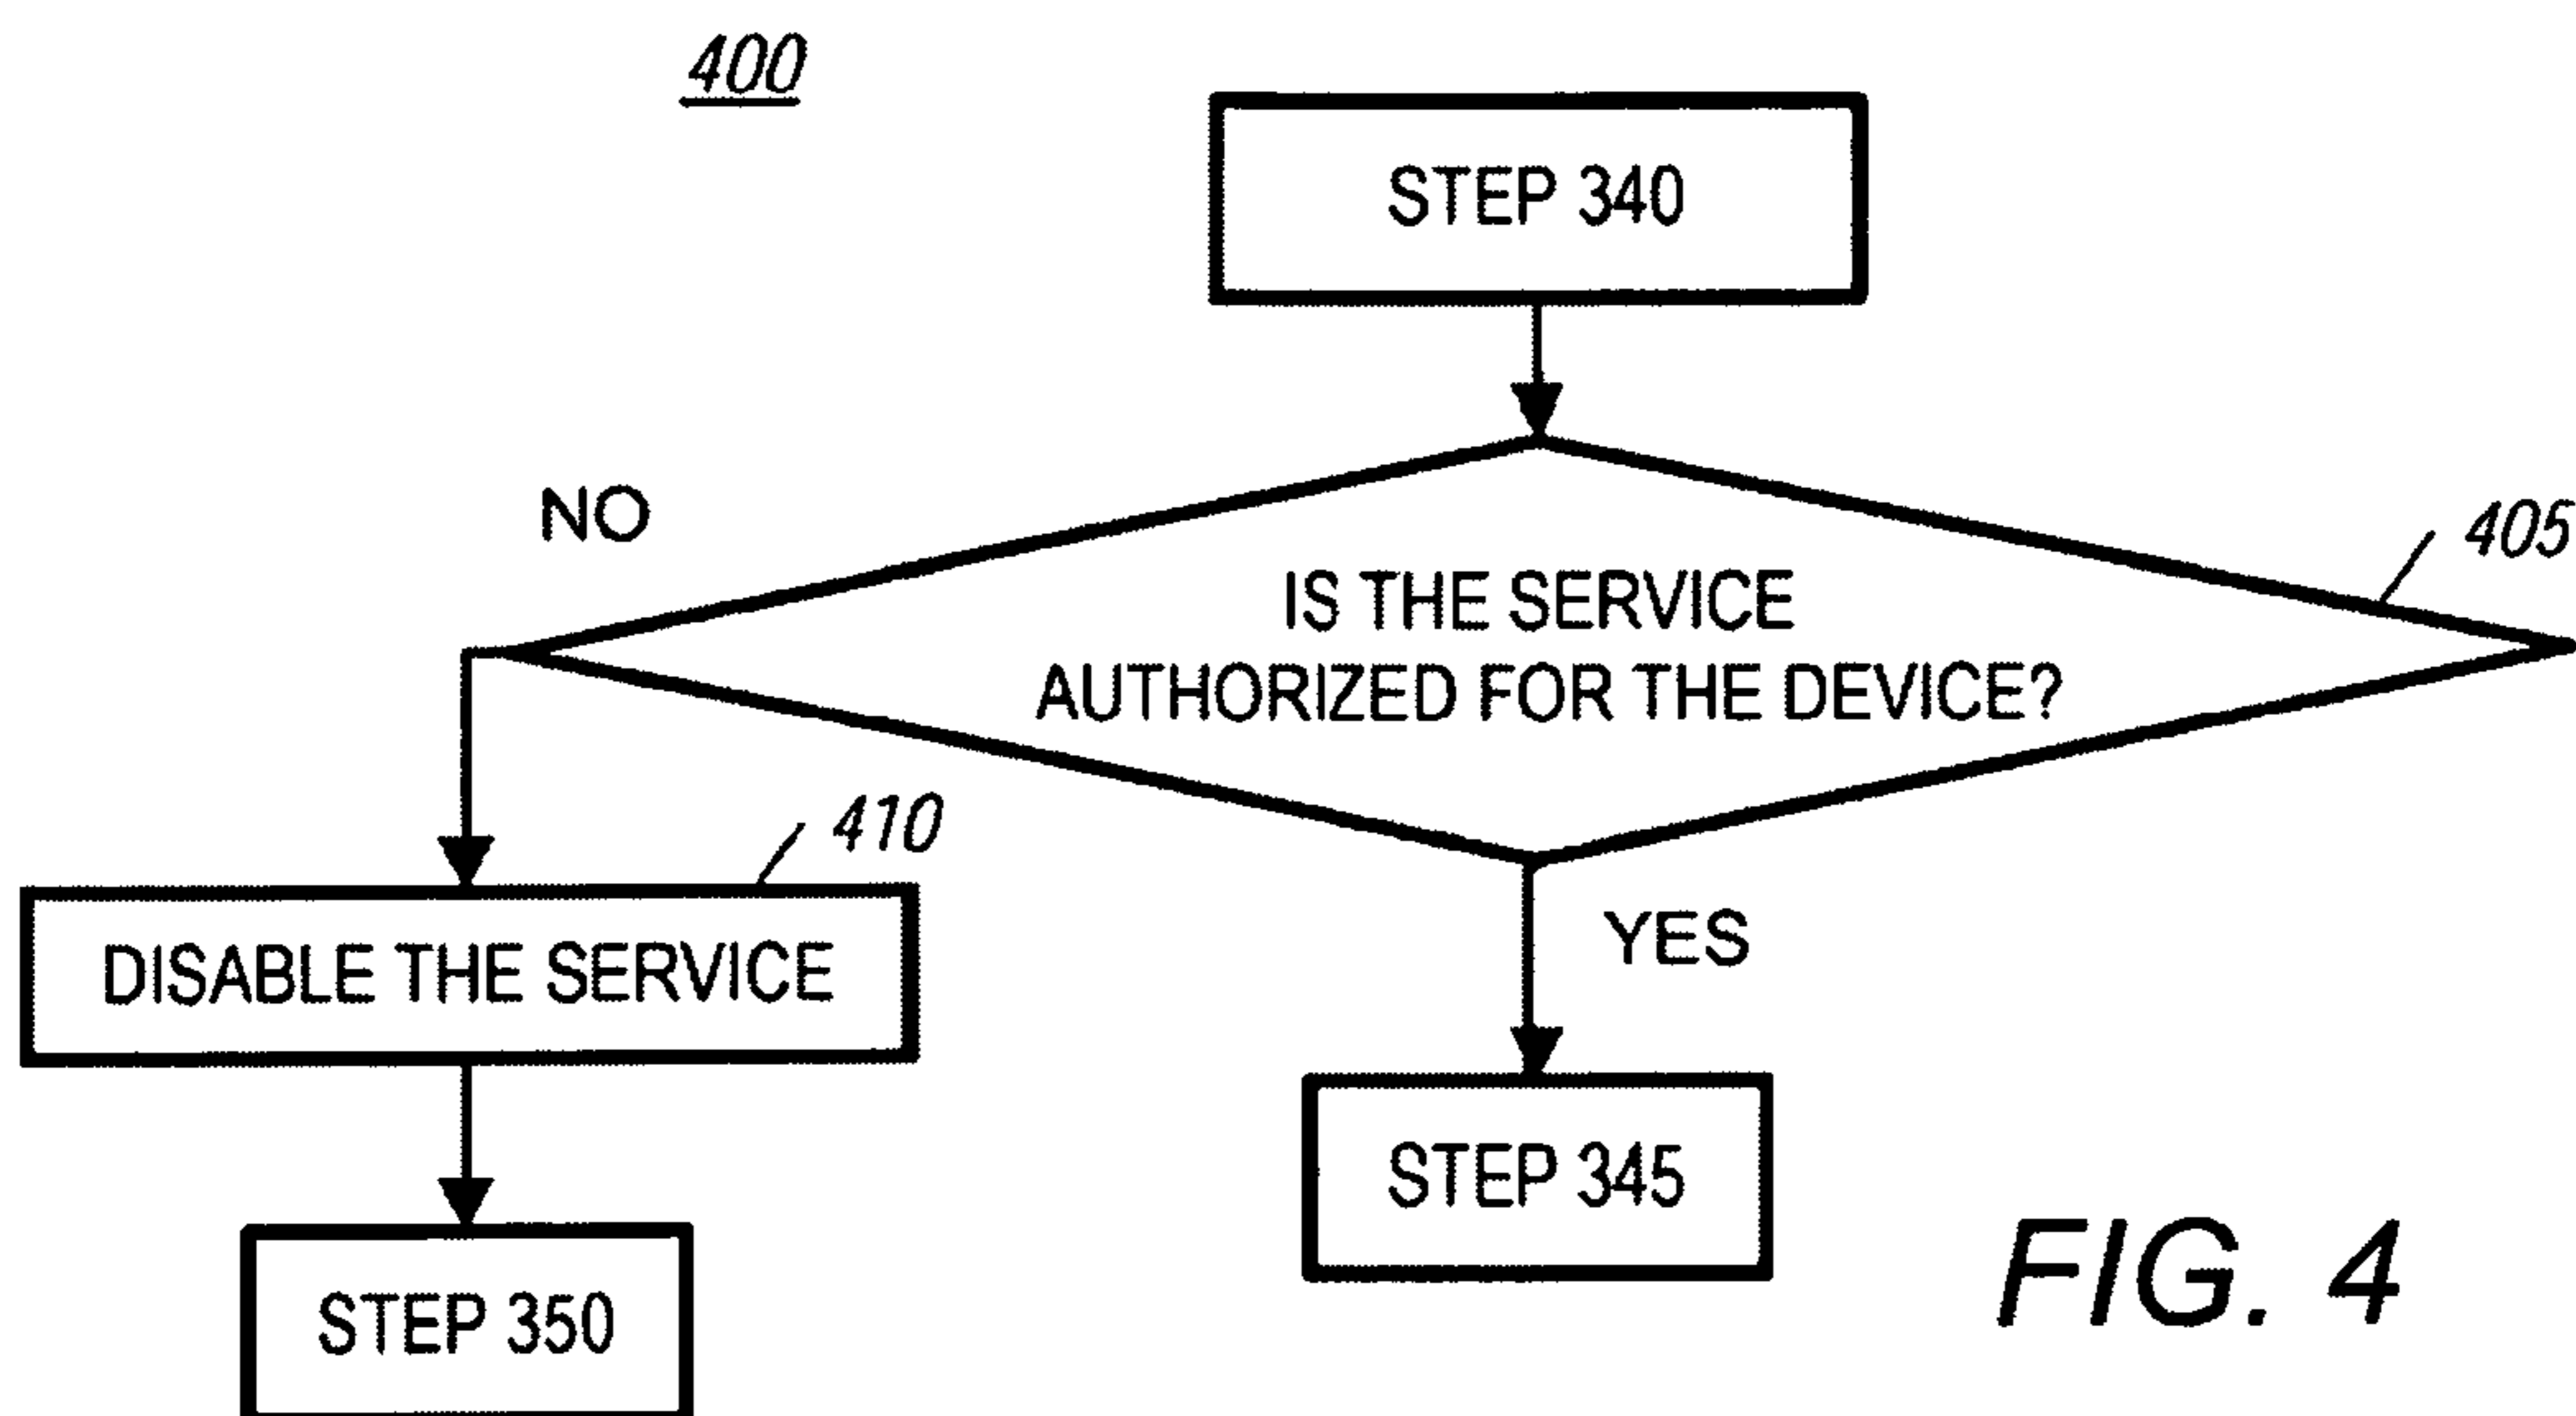 400
STEP 340
NO
405
IS THE SERVICE
AUTHORIZED FOR THE DEVICE?
410
DISABLE THE SERVICE
YES
STEP 345
STEP 350
FIG. 4